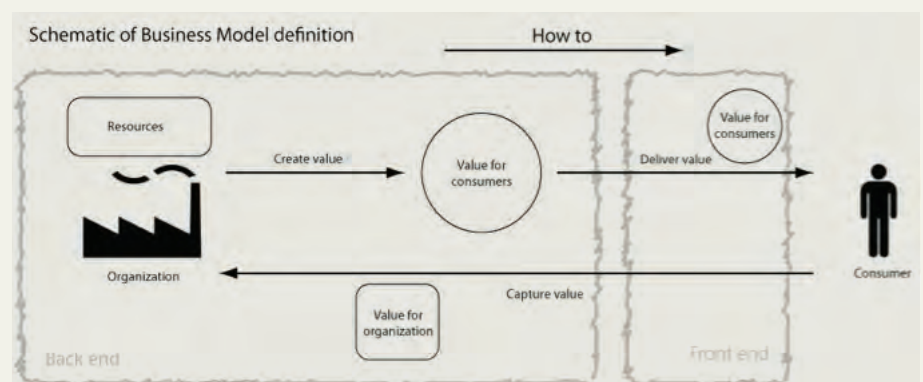 Schematic of Business Model definition
How to
Resources
Value for
consumers
Create value
Value for
consumers
Deliver value
Organization
Consumer
Capture value
Value for
organization
Back end
Front end